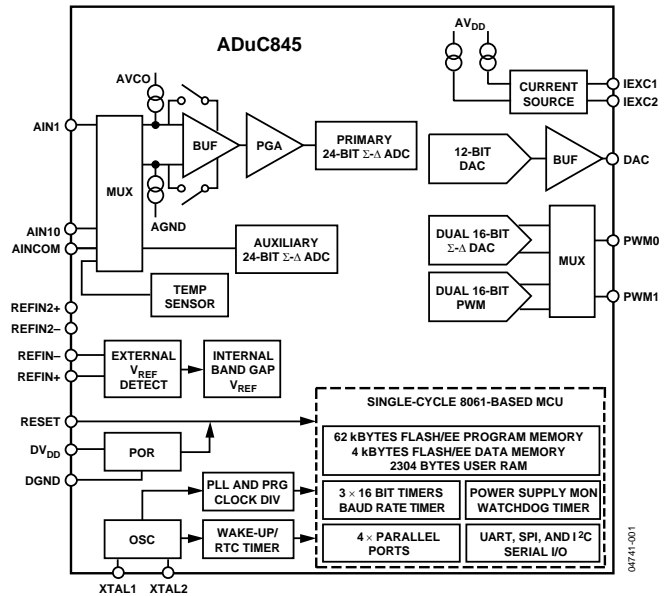 ADuC845
AVDD
AVCO
AIN1
MUX
BUF
PGA
PRIMARY
24-BIT Σ-Δ ADC
CURRENT
SOURCE
IEXC1
IEXC2
12-BIT
DAC
BUF
DAC
AGND
AIN10
AINCOM
AUXILIARY
24-BIT Σ-Δ ADC
TEMP
SENSOR
DUAL 16-BIT
Σ-Δ DAC
DUAL 16-BIT
PWM
MUX
PWM0
PWM1
REFIN2+
REFIN2–
REFIN–
REFIN+
EXTERNAL
VREF
DETECT
INTERNAL
BAND GAP
VREF
RESET
DVDD
DGND
POR
SINGLE-CYCLE 8061-BASED MCU
62 kBYTES FLASH/EE PROGRAM MEMORY
4 kBYTES FLASH/EE DATA MEMORY
2304 BYTES USER RAM
PLL AND PRG
CLOCK DIV
3 × 16 BIT TIMERS
BAUD RATE TIMER
POWER SUPPLY MON
WATCHDOG TIMER
OSC
WAKE-UP/
RTC TIMER
4 × PARALLEL
PORTS
UART, SPI, AND I2C
SERIAL I/O
XTAL1
XTAL2
04741-001